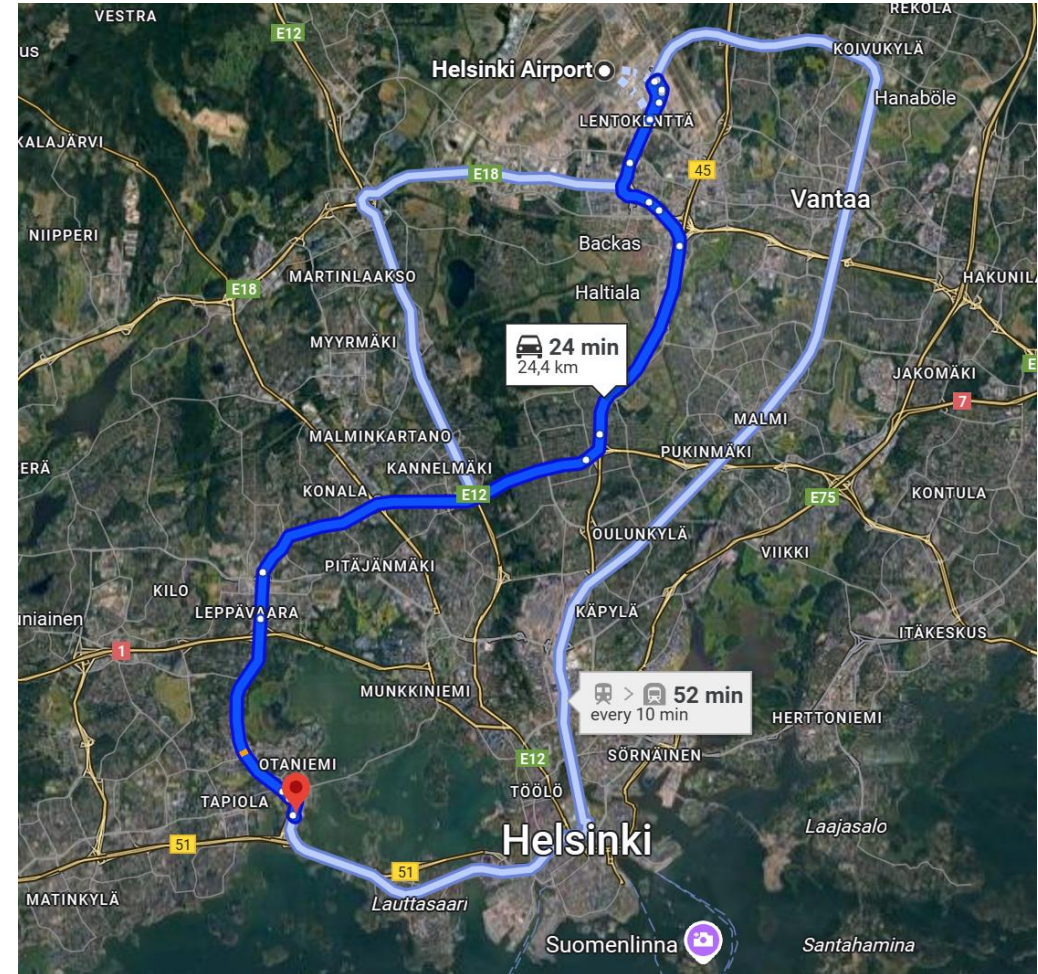 VESTRA
REKOLA
E12
us
KOIVUKYLÄ
Helsinki Airport
Hanaböle
LENTOKENTTÄ
KALAJÄRVI
E18
45
Vantaa
NIIPPERI
Backas
MARTINLAAKSO
HAKUNILA
E18
Haltiala
MYYRMÄKI
24 min
24,4 km
E
JAKOMÄKI
7
MALMI
MALMINKARTANO
PUKINMÄKI
ERÄ
KANNELMÄKI
KONALA
E12
E75
KONTULA
OULUNKYLÄ
VIIKKI
PITÄJÄNMÄKI
KILO
LEPPÄVAARA
KÄPYLÄ
uniainen
ITÄKESKUS
1
MUNKKINIEMI
> 52 min
every 10 min
HERTTONIEMI
E12
SÖRNÄINEN
OTANIEMI
TÖÖLÖ
TAPIOLA
Helsinki
Laajasalo
51
51
MATINKYLÄ
Lauttasaari
Suomenlinna
Santahamina